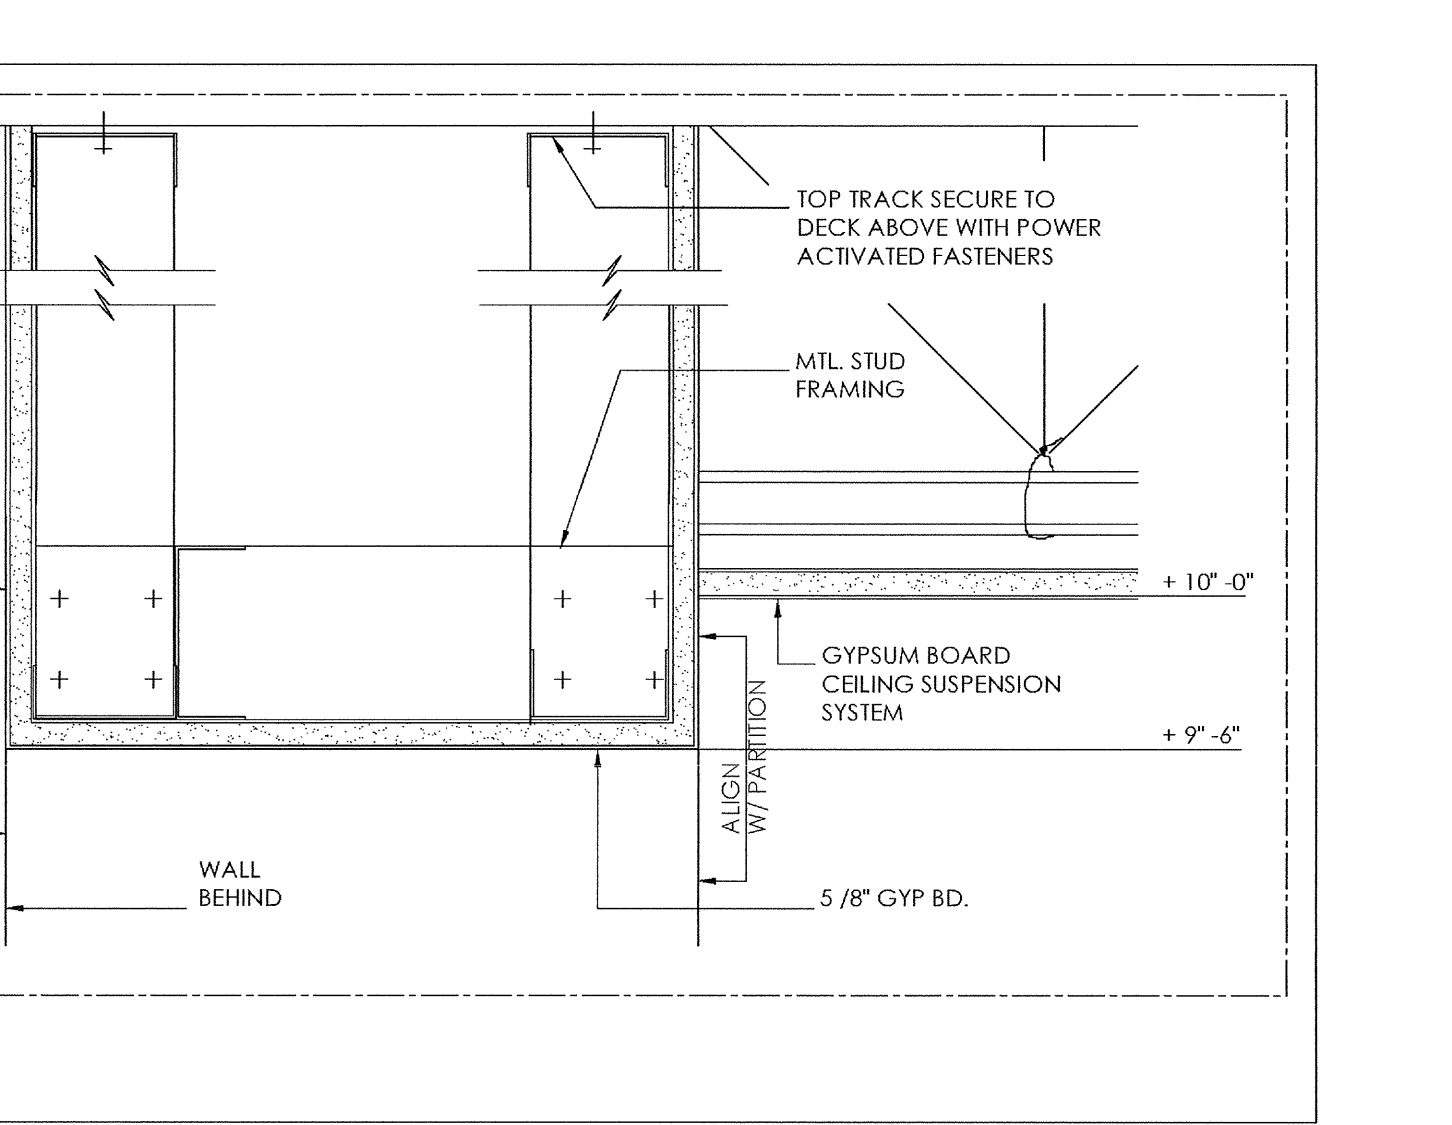 TOP TRACK SECURE TO
DECK ABOVE WITH POWER
ACTIVATED FASTENERS
MTL. STUD
FRAMING
+ 10" -0"
GYPSUM BOARD
CEILING SUSPENSION
SYSTEM
+ 9" -6"
ALIGN
W/ PARTITION
WALL
BEHIND
5 /8" GYP BD.